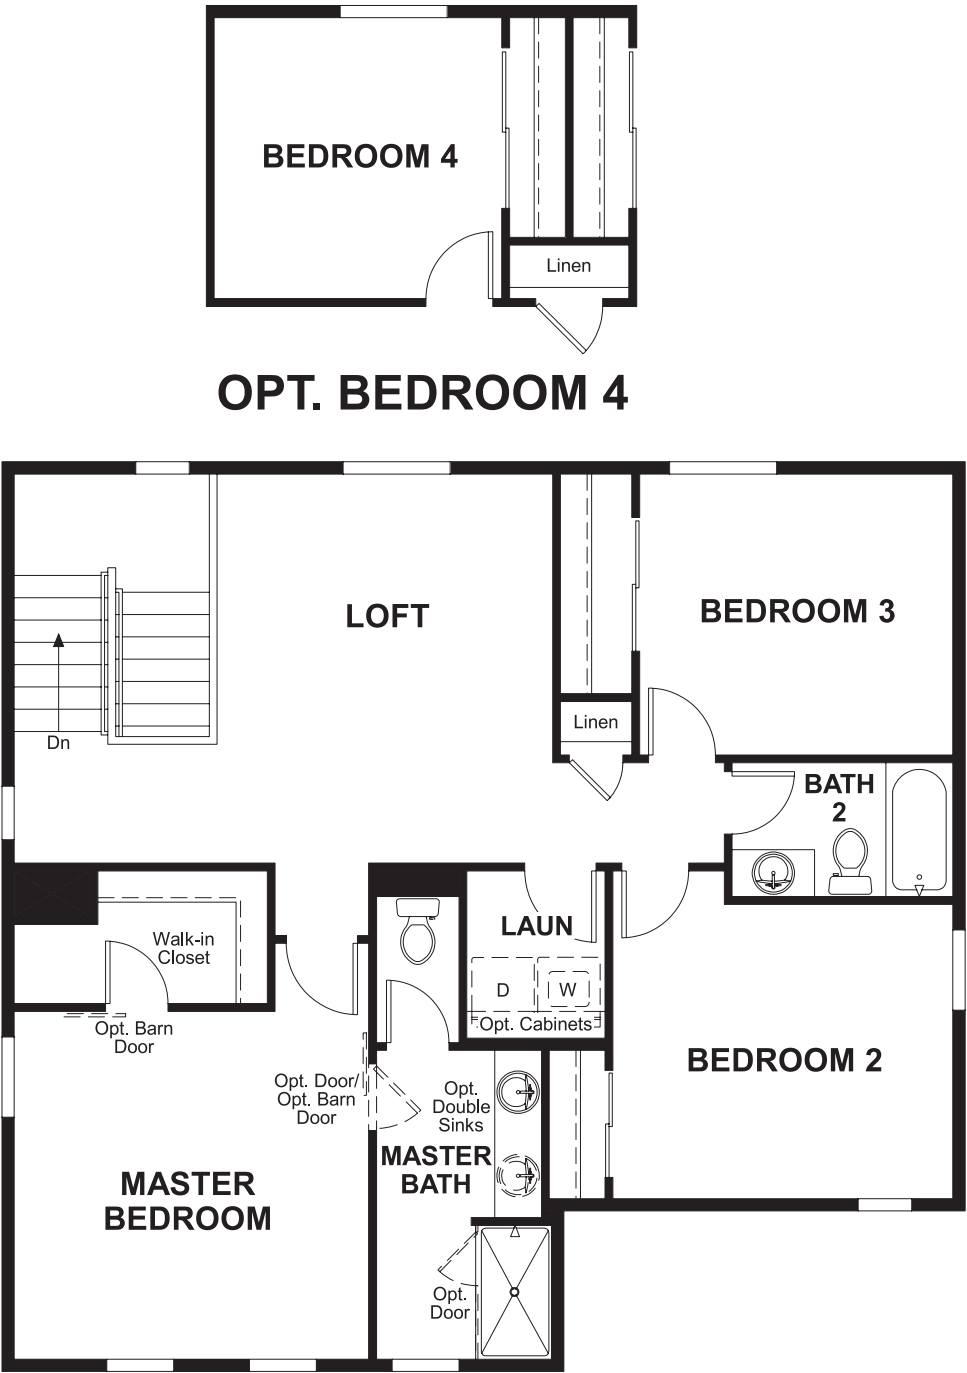 BEDROOM 4
Linen
OPT. BEDROOM 4
LOFT
BEDROOM 3
Dn
Linen
BATH
2
Walk-in
Closet
LAUN
D
W
Opt. Cabinets
Opt. Barn
Door
Opt. Door/
Opt. Barn
Door
Opt.
Double
Sinks
BEDROOM 2
MASTER
BATH
MASTER
BEDROOM
Opt.
Door